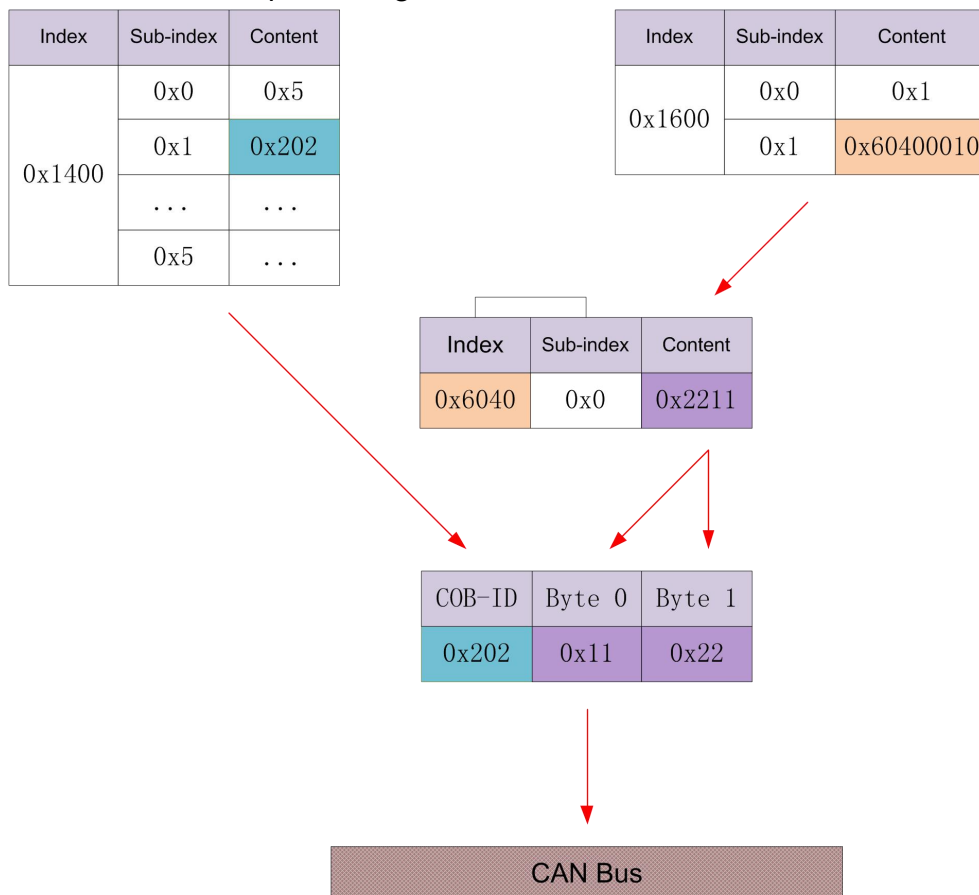 Index Sub-index Content
0x1400
0x0 0x5
0x1 0x202
... ...
0x5 ...
Index Sub-index Content
0x1600
0x0 0x1
0x1 0x60400010
Index Sub-index Content
0x6040 0x0 0x2211
COB-ID Byte 0 Byte 1
0x202 0x11 0x22
CAN Bus